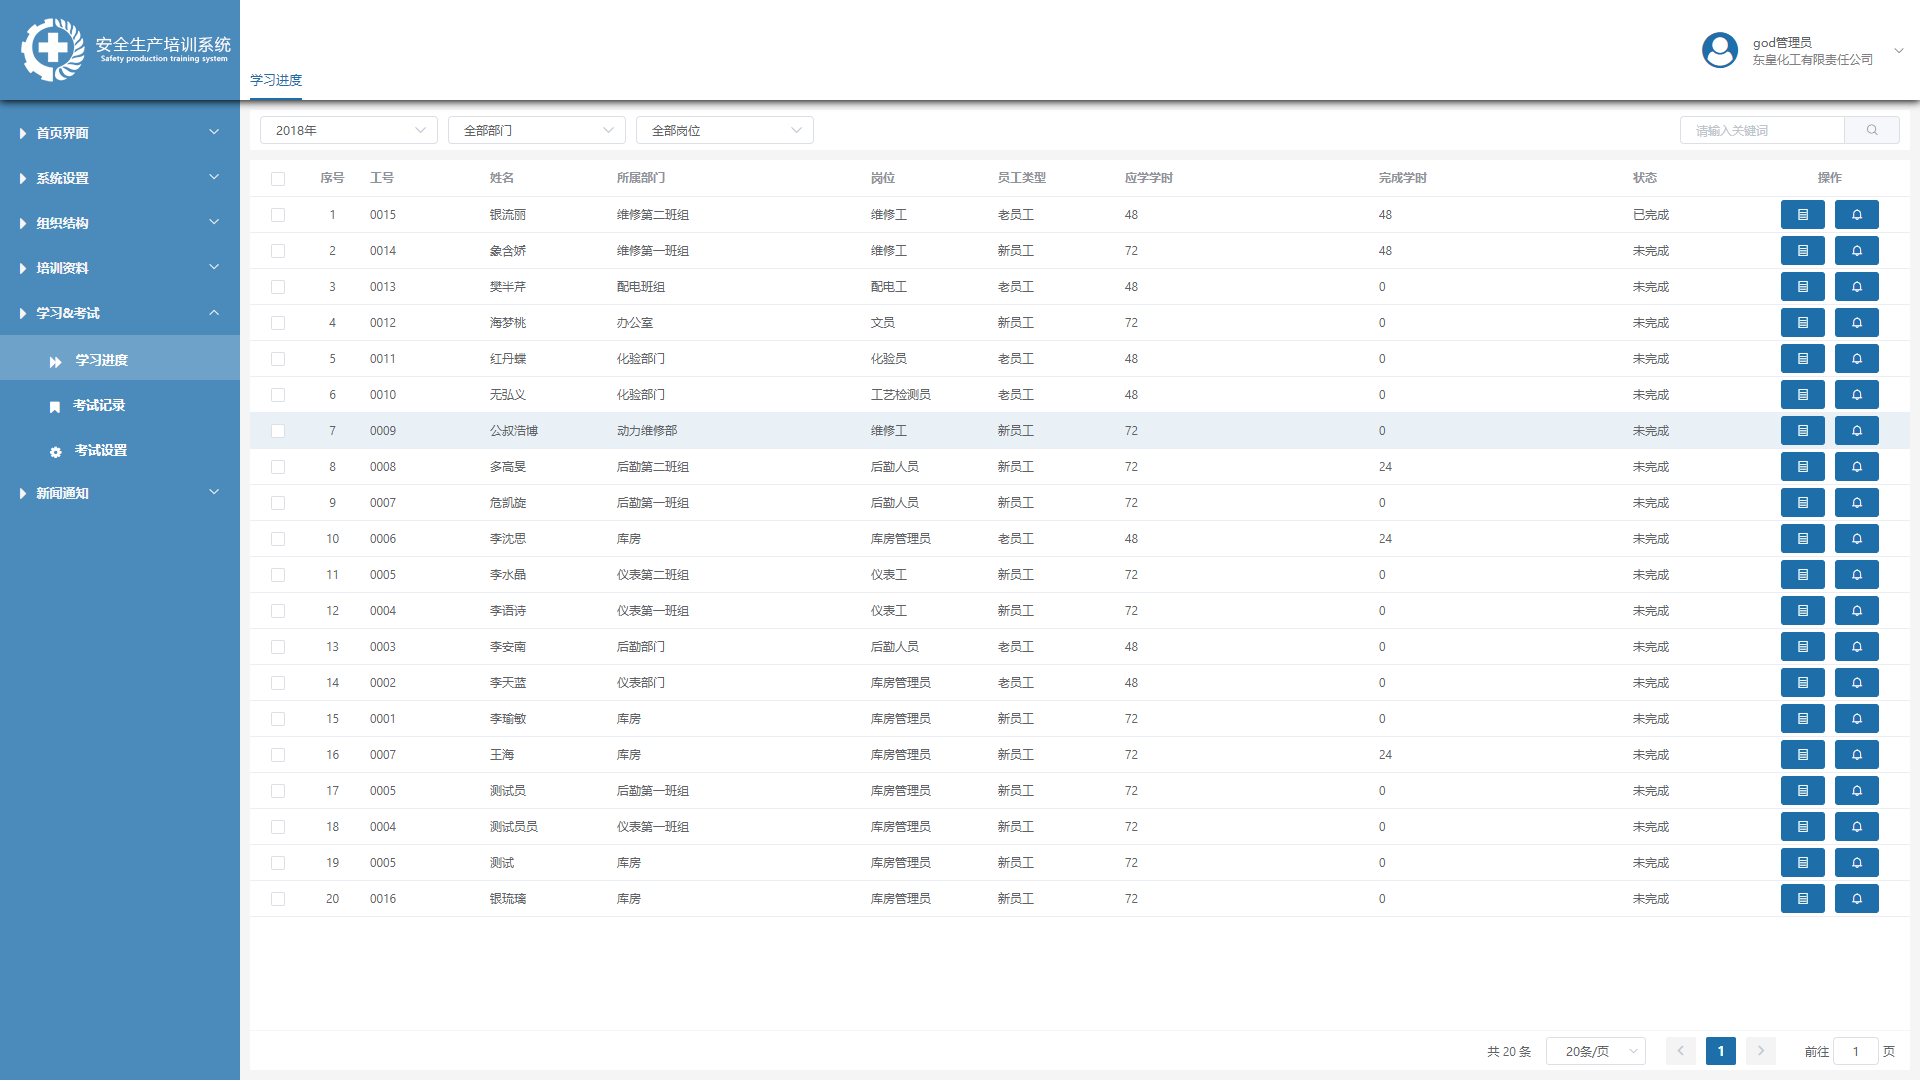 安全生产培训系统
Safety production training system
god管理员
东皇化工有限责任公司
学习进度
首页界面
系统设置
组织结构
培训资料
学习&考试
学习进度
考试记录
考试设置
新闻通知
2018年 全部部门 全部岗位 请输入关键词
序号 工号 姓名 所属部门 岗位 员工类型 应学学时 完成学时 状态 操作
1 0015 银流丽 维修第二班组 维修工 老员工 48 48 已完成
2 0014 象含娇 维修第一班组 维修工 新员工 72 48 未完成
3 0013 樊半芹 配电班组 配电工 老员工 48 0 未完成
4 0012 海梦桃 办公室 文员 新员工 72 0 未完成
5 0011 红丹蝶 化验部门 化验员 老员工 48 0 未完成
6 0010 无弘义 化验部门 工艺检测员 老员工 48 0 未完成
7 0009 公叔浩博 动力维修部 维修工 新员工 72 0 未完成
8 0008 多高旻 后勤第二班组 后勤人员 新员工 72 24 未完成
9 0007 危凯旋 后勤第一班组 后勤人员 新员工 72 0 未完成
10 0006 李沈思 库房 库房管理员 老员工 48 24 未完成
11 0005 李水晶 仪表第二班组 仪表工 新员工 72 0 未完成
12 0004 李语诗 仪表第一班组 仪表工 新员工 72 0 未完成
13 0003 李安南 后勤部门 后勤人员 老员工 48 0 未完成
14 0002 李天蓝 仪表部门 库房管理员 老员工 48 0 未完成
15 0001 李瑜敏 库房 库房管理员 新员工 72 0 未完成
16 0007 王海 库房 库房管理员 新员工 72 24 未完成
17 0005 测试员 后勤第一班组 库房管理员 新员工 72 0 未完成
18 0004 测试员员 仪表第一班组 库房管理员 新员工 72 0 未完成
19 0005 测试 库房 库房管理员 新员工 72 0 未完成
20 0016 银琉璃 库房 库房管理员 新员工 72 0 未完成
共 20 条 20条/页 1 前往 1 页